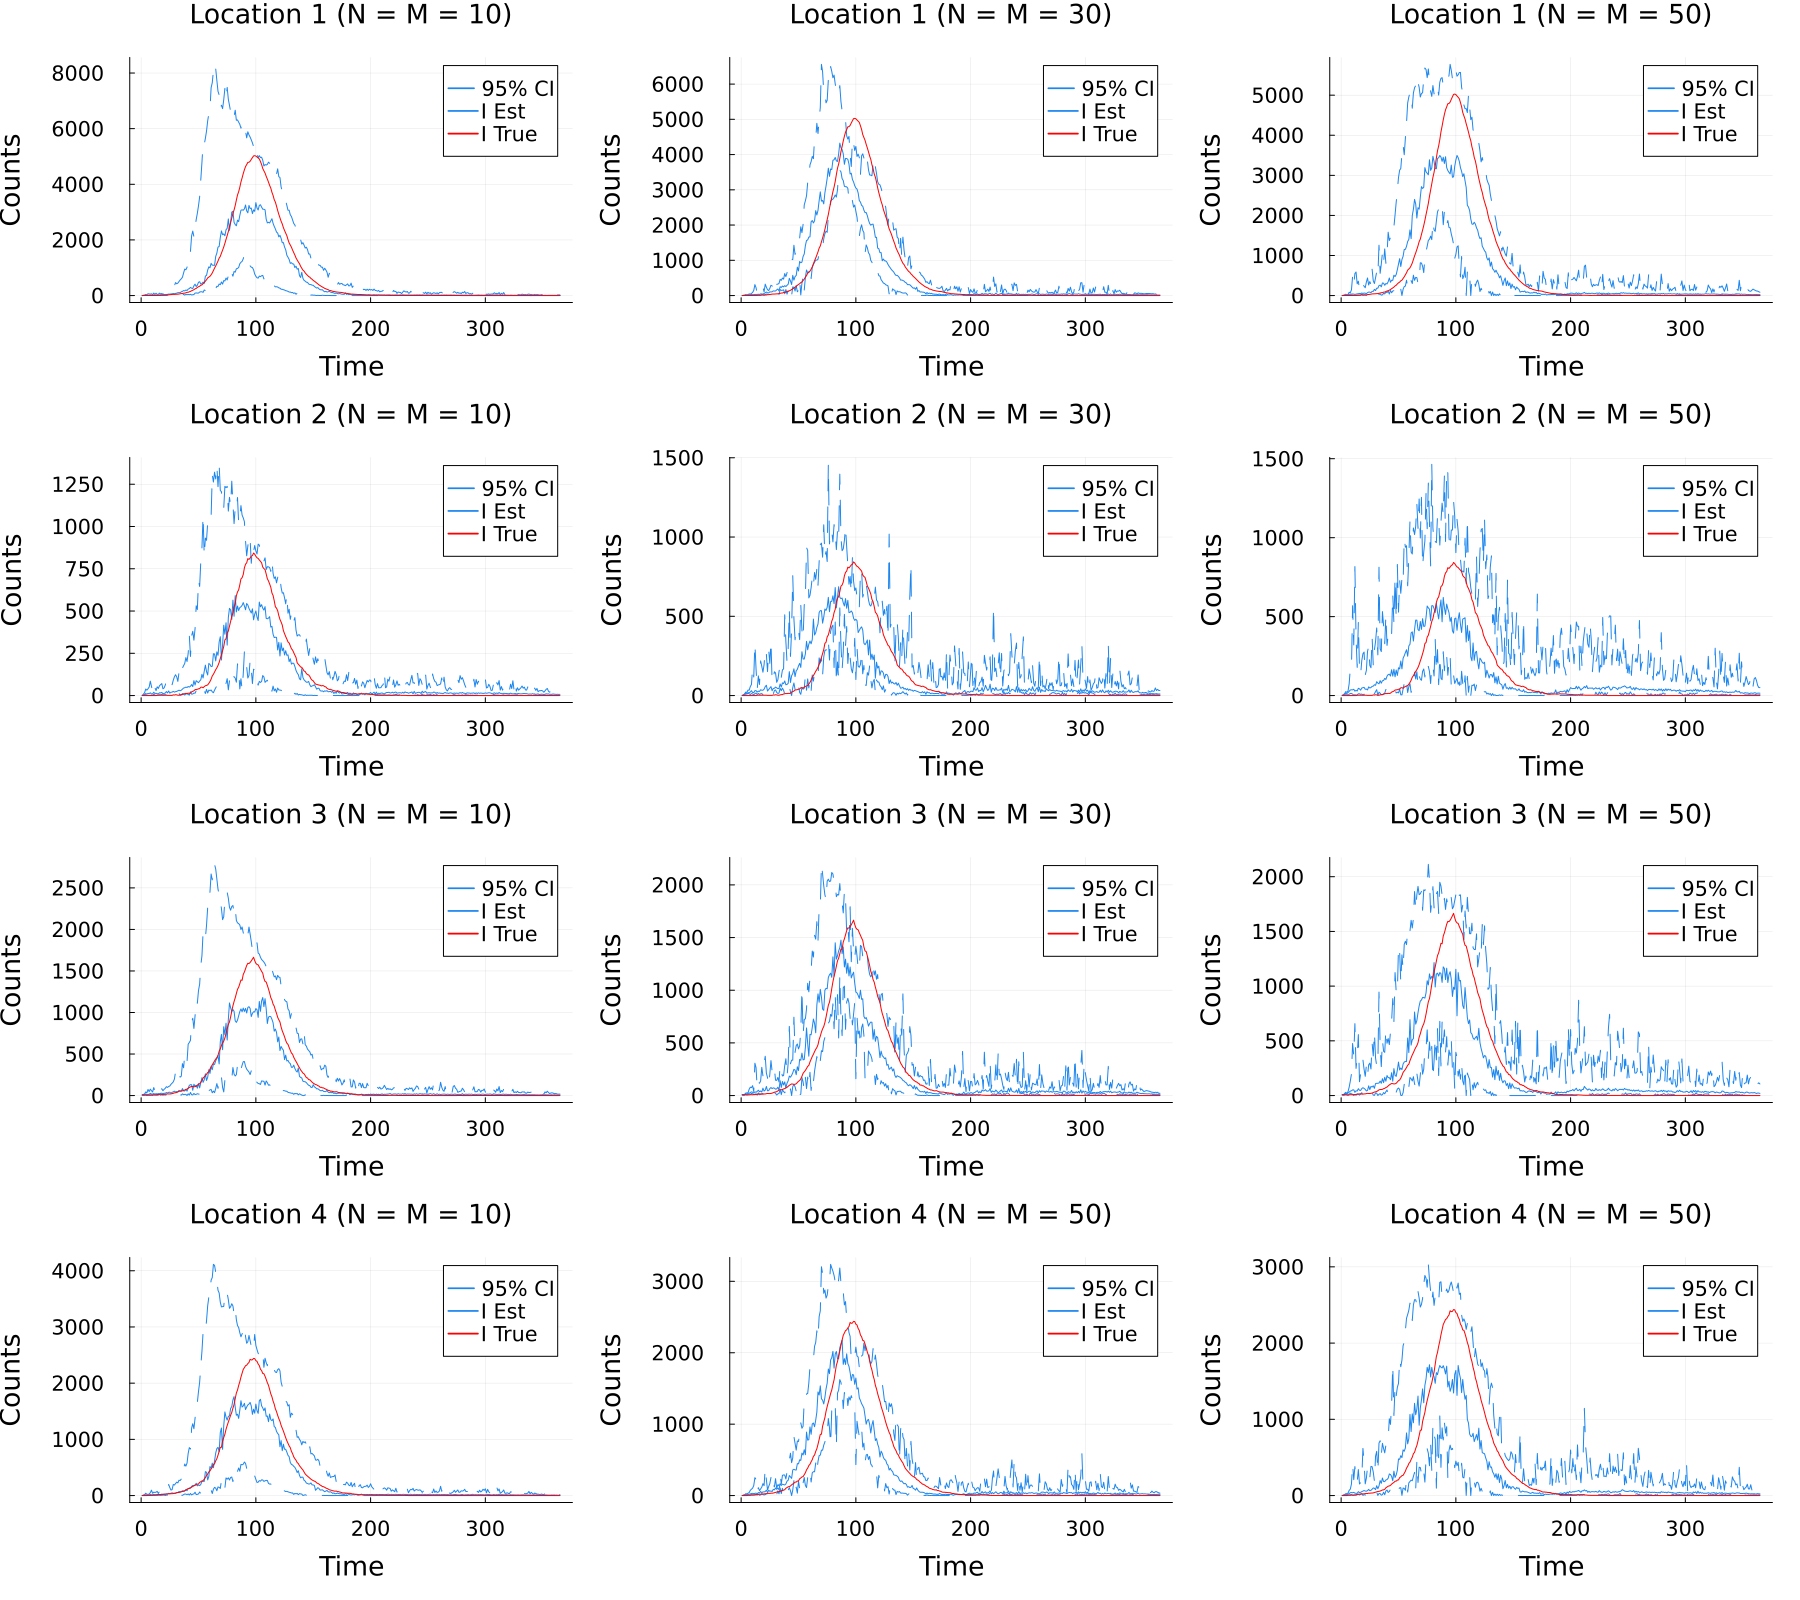 Location 1 (N = M = 10)
Counts
8000
6000
4000
2000
0
95% CI
I Est
I True
0 100 200 300
Time
Location 1 (N = M = 30)
Counts
6000
5000
4000
3000
2000
1000
0
95% CI
I Est
I True
0 100 200 300
Time
Location 1 (N = M = 50)
Counts
5000
4000
3000
2000
1000
0
95% CI
I Est
I True
0 100 200 300
Time
Location 2 (N = M = 10)
Counts
1250
1000
750
500
250
0
95% CI
I Est
I True
0 100 200 300
Time
Location 2 (N = M = 30)
Counts
1500
1000
500
0
95% CI
I Est
I True
0 100 200 300
Time
Location 2 (N = M = 50)
Counts
1500
1000
500
0
95% CI
I Est
I True
0 100 200 300
Time
Location 3 (N = M = 10)
Counts
2500
2000
1500
1000
500
0
95% CI
I Est
I True
0 100 200 300
Time
Location 3 (N = M = 30)
Counts
2000
1500
1000
500
0
95% CI
I Est
I True
0 100 200 300
Time
Location 3 (N = M = 50)
Counts
2000
1500
1000
500
0
95% CI
I Est
I True
0 100 200 300
Time
Location 4 (N = M = 10)
Counts
4000
3000
2000
1000
0
95% CI
I Est
I True
0 100 200 300
Time
Location 4 (N = M = 50)
Counts
3000
2000
1000
0
95% CI
I Est
I True
0 100 200 300
Time
Location 4 (N = M = 50)
Counts
3000
2000
1000
0
95% CI
I Est
I True
0 100 200 300
Time